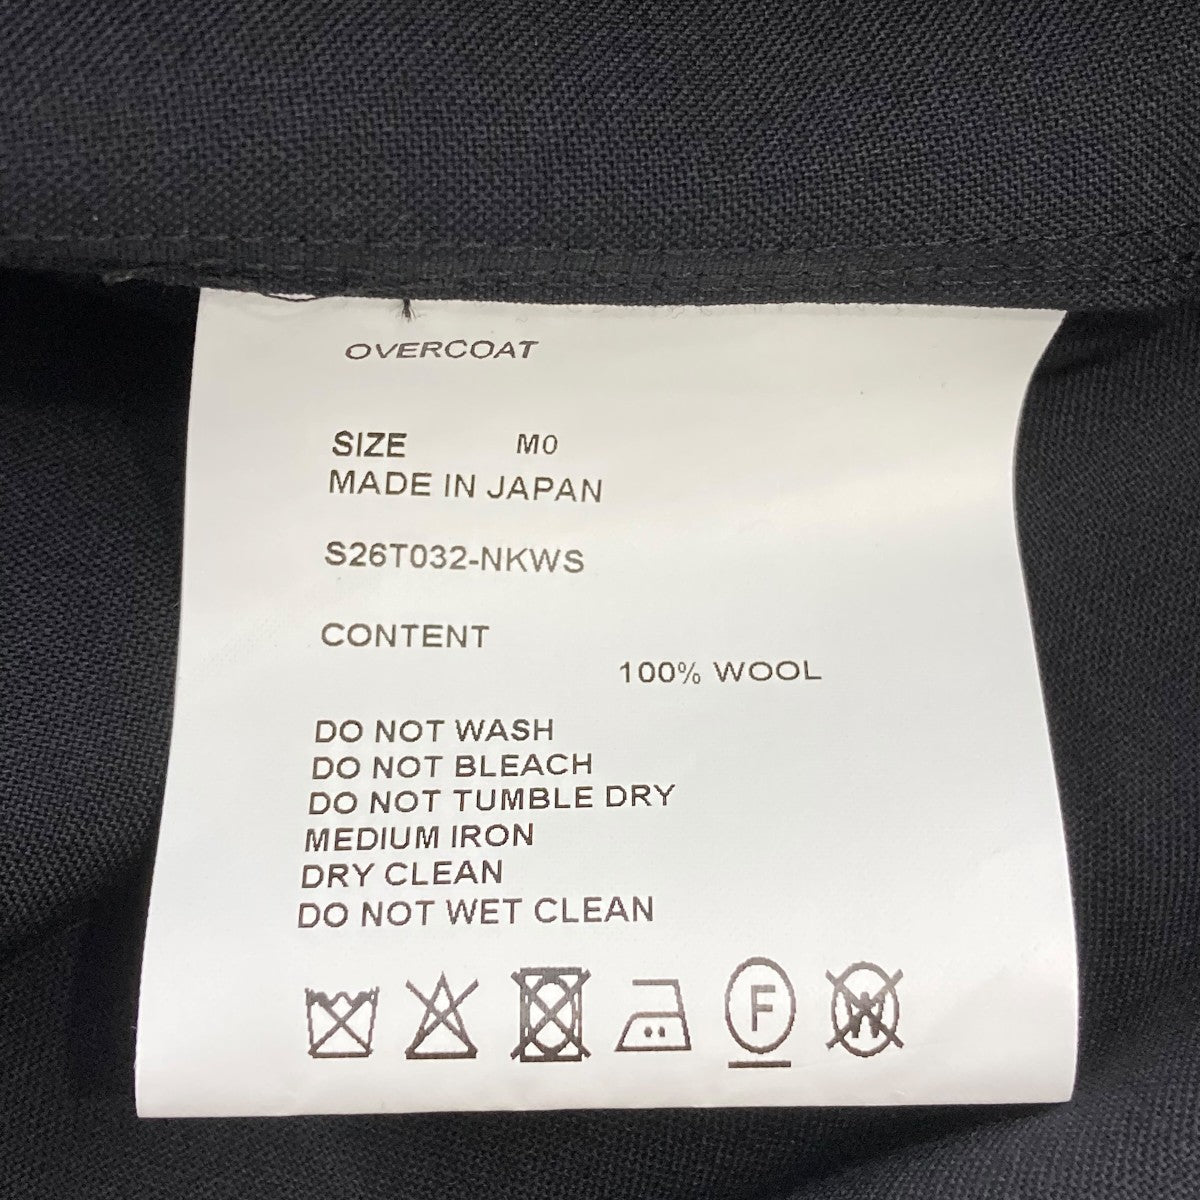 OVERCOAT
SIZE M0
MADE IN JAPAN
S26T032-NKWS
CONTENT
100% WOOL
DO NOT WASH
DO NOT BLEACH
DO NOT TUMBLE DRY
MEDIUM IRON
DRY CLEAN
DO NOT WET CLEAN
F W